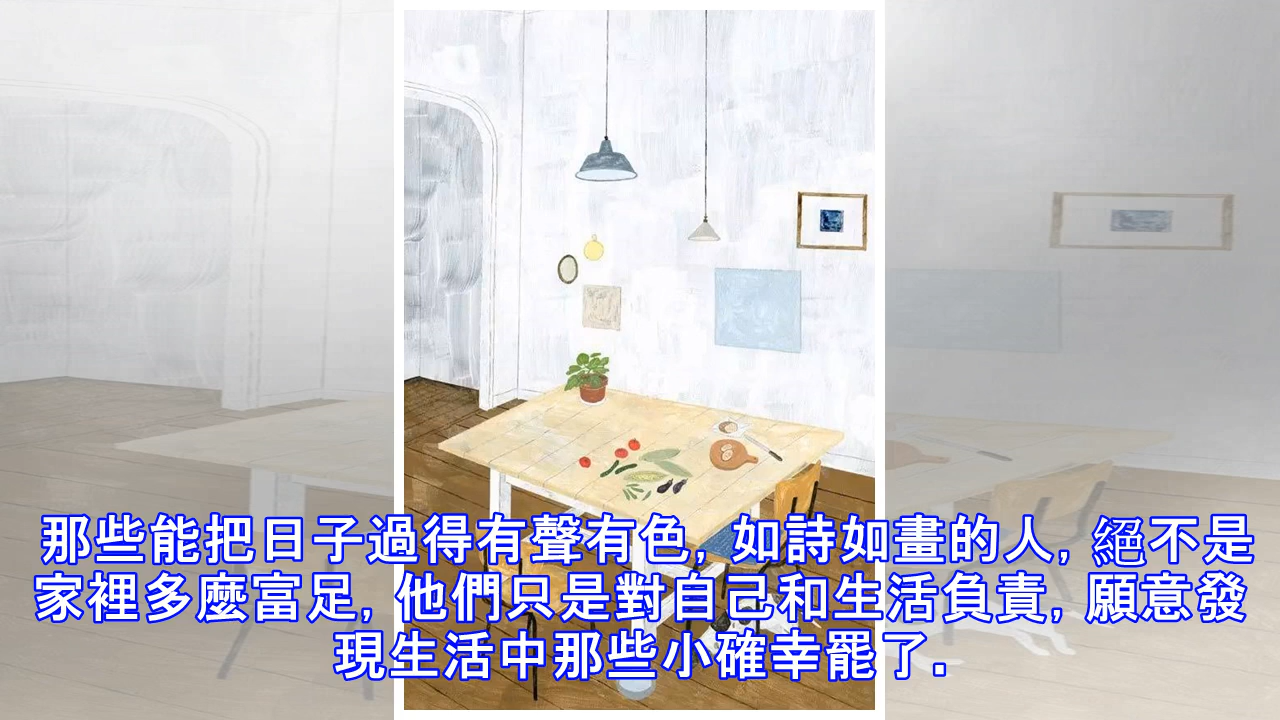 那些能把日子過得有聲有色, 如詩如畫的人, 絕不是
家裡多麼富足, 他們只是對自己和生活負責, 願意發
現生活中那些小確幸罷了.